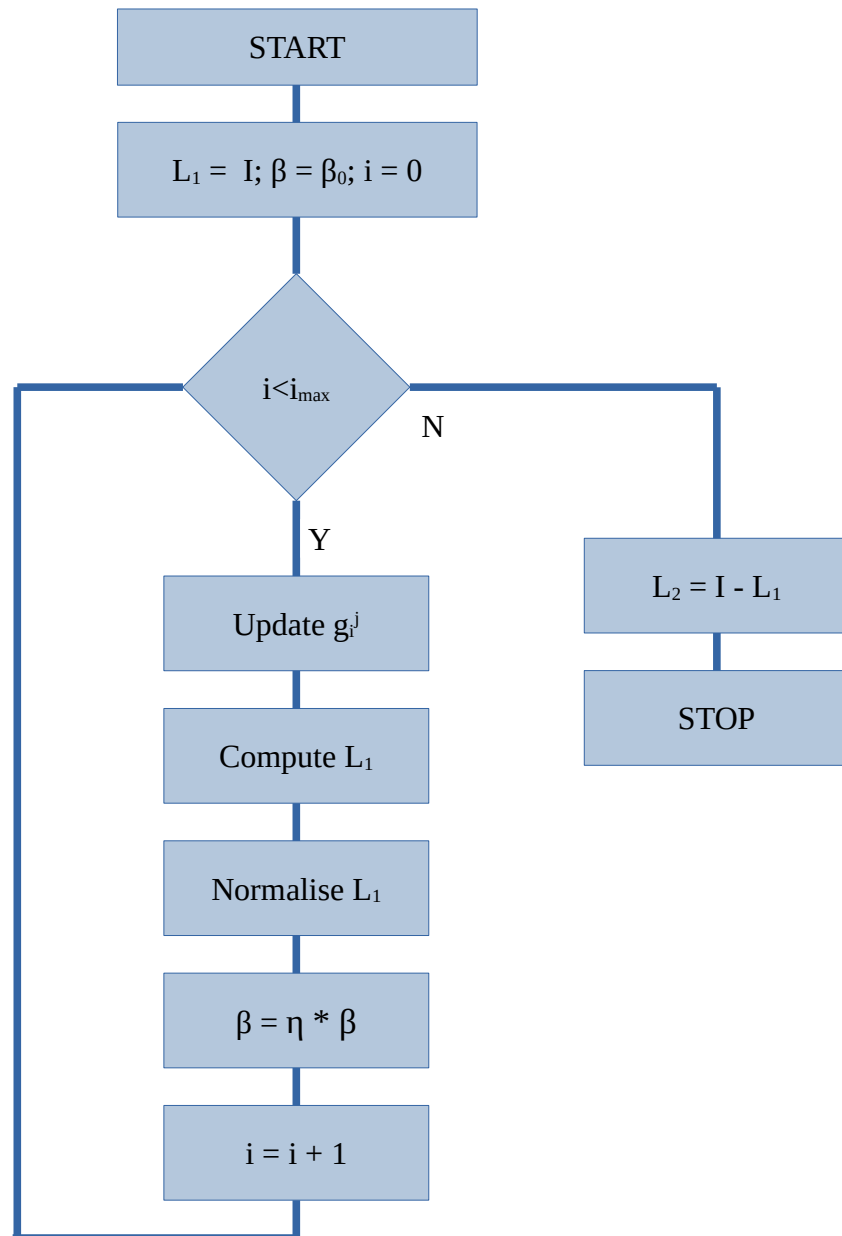 START
L₁ = I; β = β₀; i = 0
i<iₘₐₓ
N
Y
Update gᵢʲ
L₂ = I - L₁
Compute L₁
STOP
Normalise L₁
β = η * β
i = i + 1